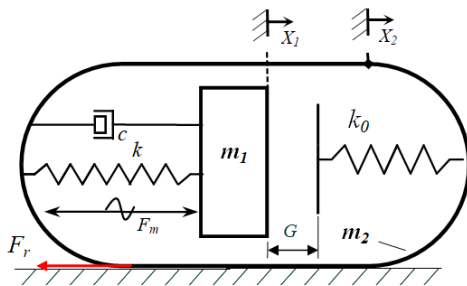 X₁
X₂
c
k
m₁
k₀
Fₘ
G
m₂
Fᵣ